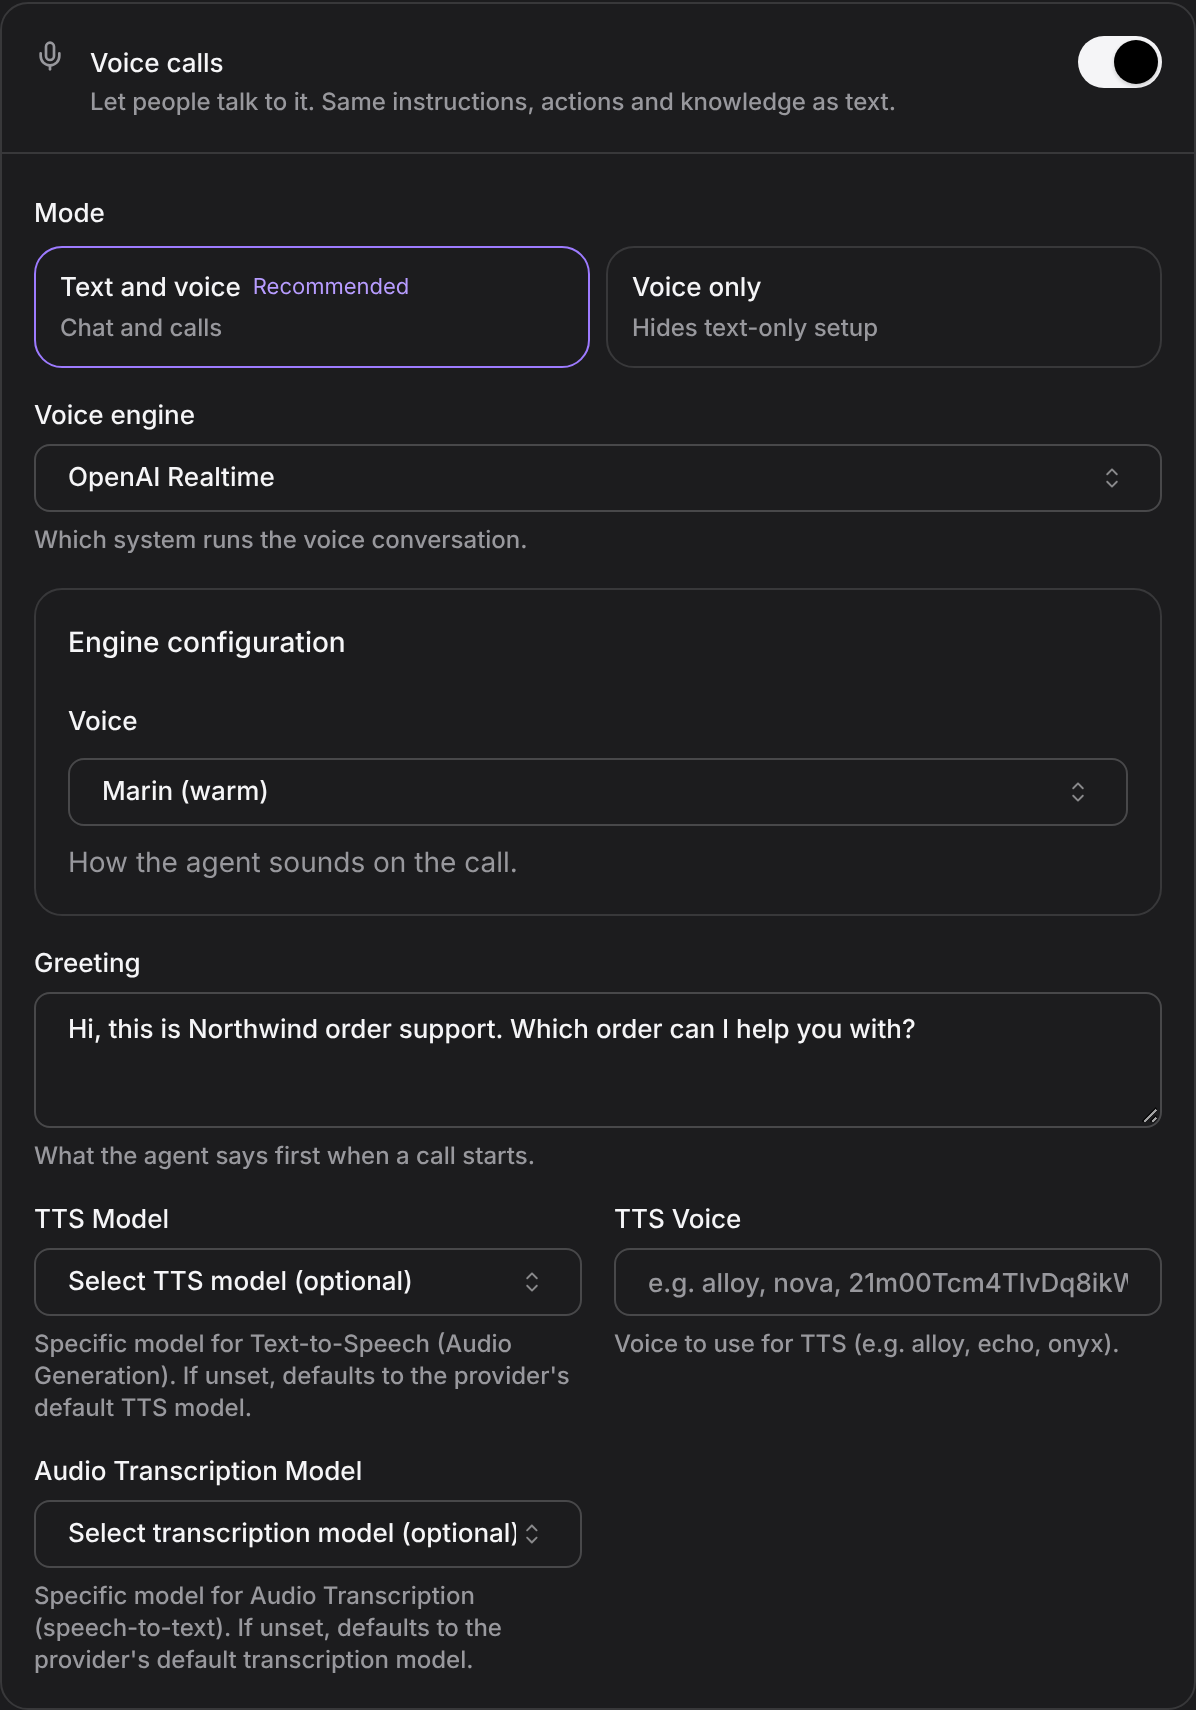 Voice calls
Let people talk to it. Same instructions, actions and knowledge as text.
Mode
Text and voice Recommended
Chat and calls
Voice only
Hides text-only setup
Voice engine
OpenAI Realtime
Which system runs the voice conversation.
Engine configuration
Voice
Marin (warm)
How the agent sounds on the call.
Greeting
Hi, this is Northwind order support. Which order can I help you with?
What the agent says first when a call starts.
TTS Model
Select TTS model (optional)
Specific model for Text-to-Speech (Audio
Generation). If unset, defaults to the provider's
default TTS model.
TTS Voice
e.g. alloy, nova, 21m00Tcm4TlvDq8ikW
Voice to use for TTS (e.g. alloy, echo, onyx).
Audio Transcription Model
Select transcription model (optional)
Specific model for Audio Transcription
(speech-to-text). If unset, defaults to the
provider's default transcription model.